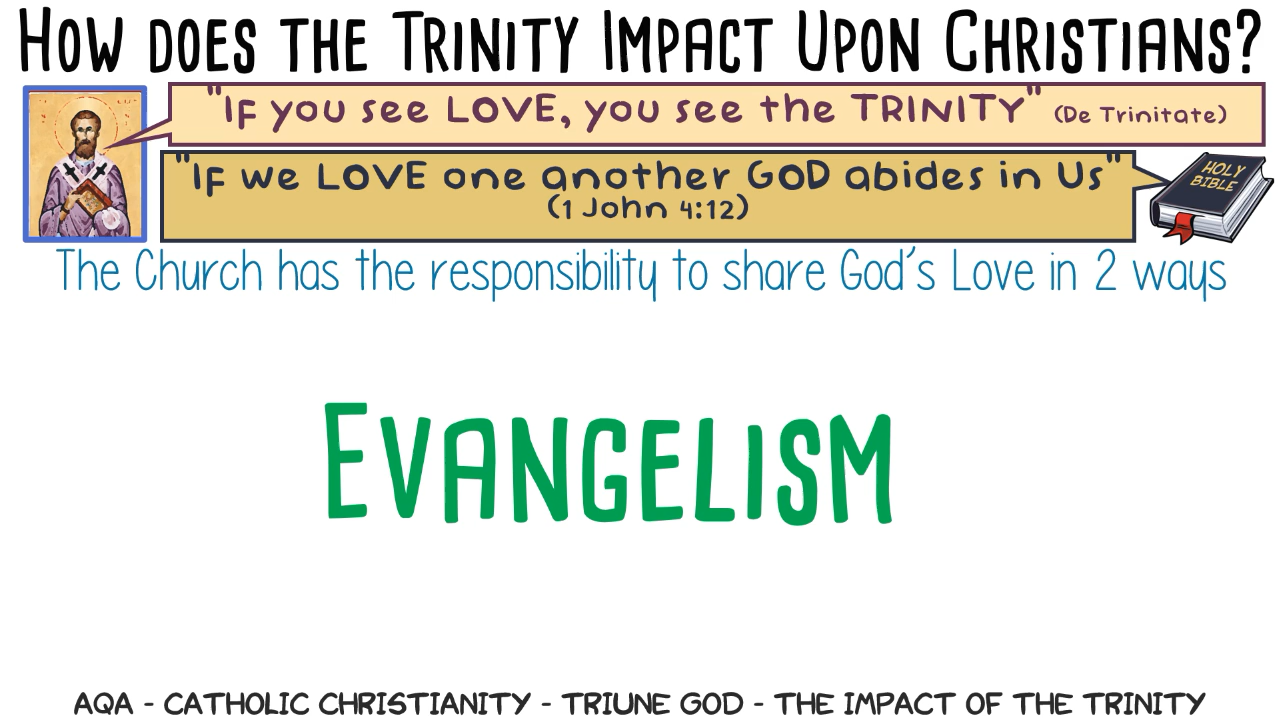 How does the Trinity Impact Upon Christians?
"If you see LOVE, you see the TRINITY" (De Trinitate)
"If we LOVE one another GOD abides in Us"
(1 John 4:12)
HOLY
BIBLE
The Church has the responsibility to share God's Love in 2 ways
Evangelism
AQA - CATHOLIC CHRISTIANITY - TRIUNE GOD - THE IMPACT OF THE TRINITY